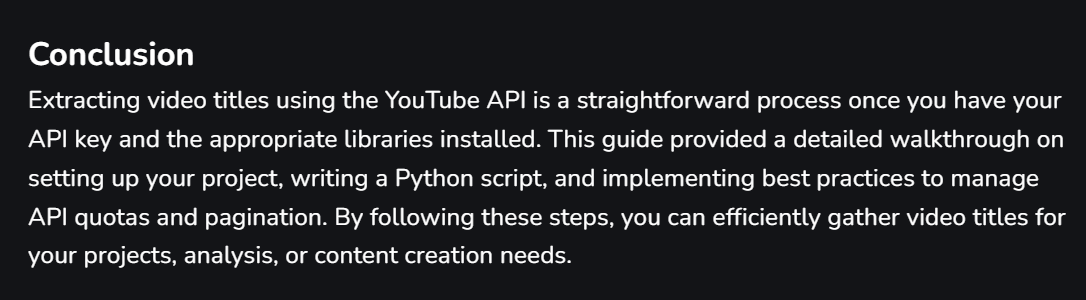 Conclusion
Extracting video titles using the YouTube API is a straightforward process once you have your
API key and the appropriate libraries installed. This guide provided a detailed walkthrough on
setting up your project, writing a Python script, and implementing best practices to manage
API quotas and pagination. By following these steps, you can efficiently gather video titles for
your projects, analysis, or content creation needs.